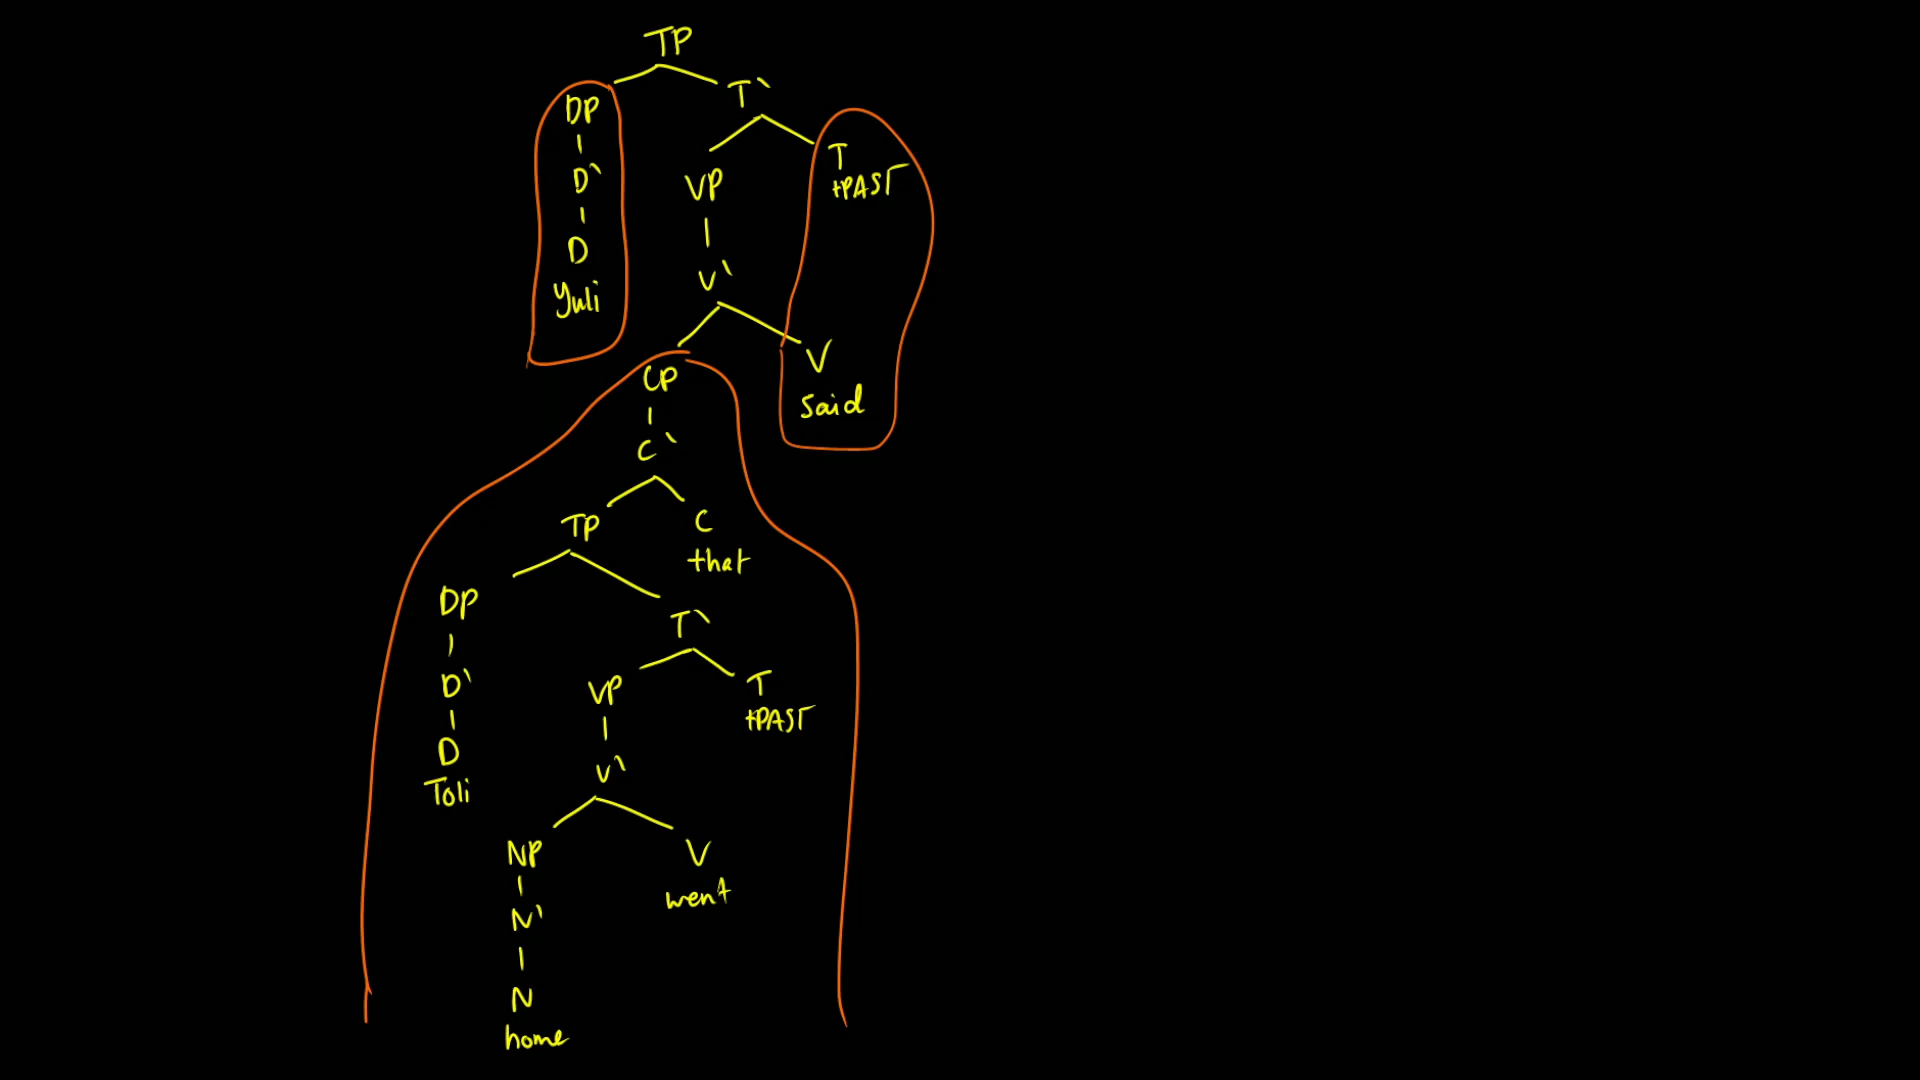 TP
DP T`
D` VP T
+PAST
D
Yuli V`
CP V
said
C`
TP C
that
DP T`
D` VP T
+PAST
D V`
Toli
NP V
went
N'
N
home